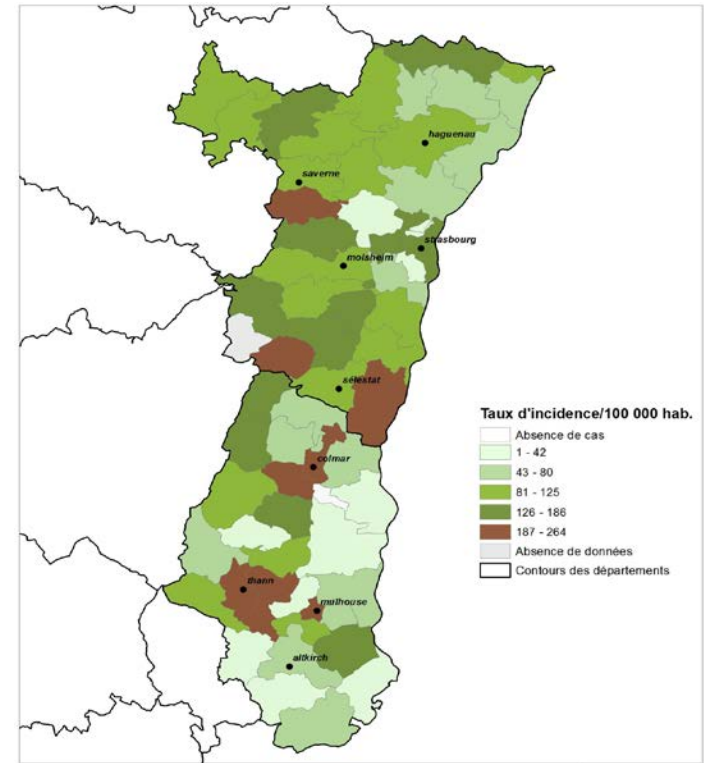 haguenau
saverne
strasbourg
molsheim
sélestat
colmar
thann
mulhouse
altkirch
Taux d'incidence/100 000 hab.
Absence de cas
1 - 42
43 - 80
81 - 125
126 - 186
187 - 264
Absence de données
Contours des départements